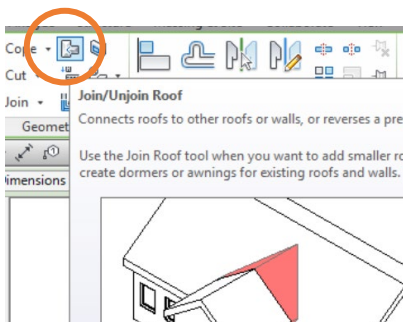 Cope
Cut
Join
Geomet
Join/Unjoin Roof
Connects roofs to other roofs or walls, or reverses a pre
Use the Join Roof tool when you want to add smaller ro
create dormers or awnings for existing roofs and walls.
imensions